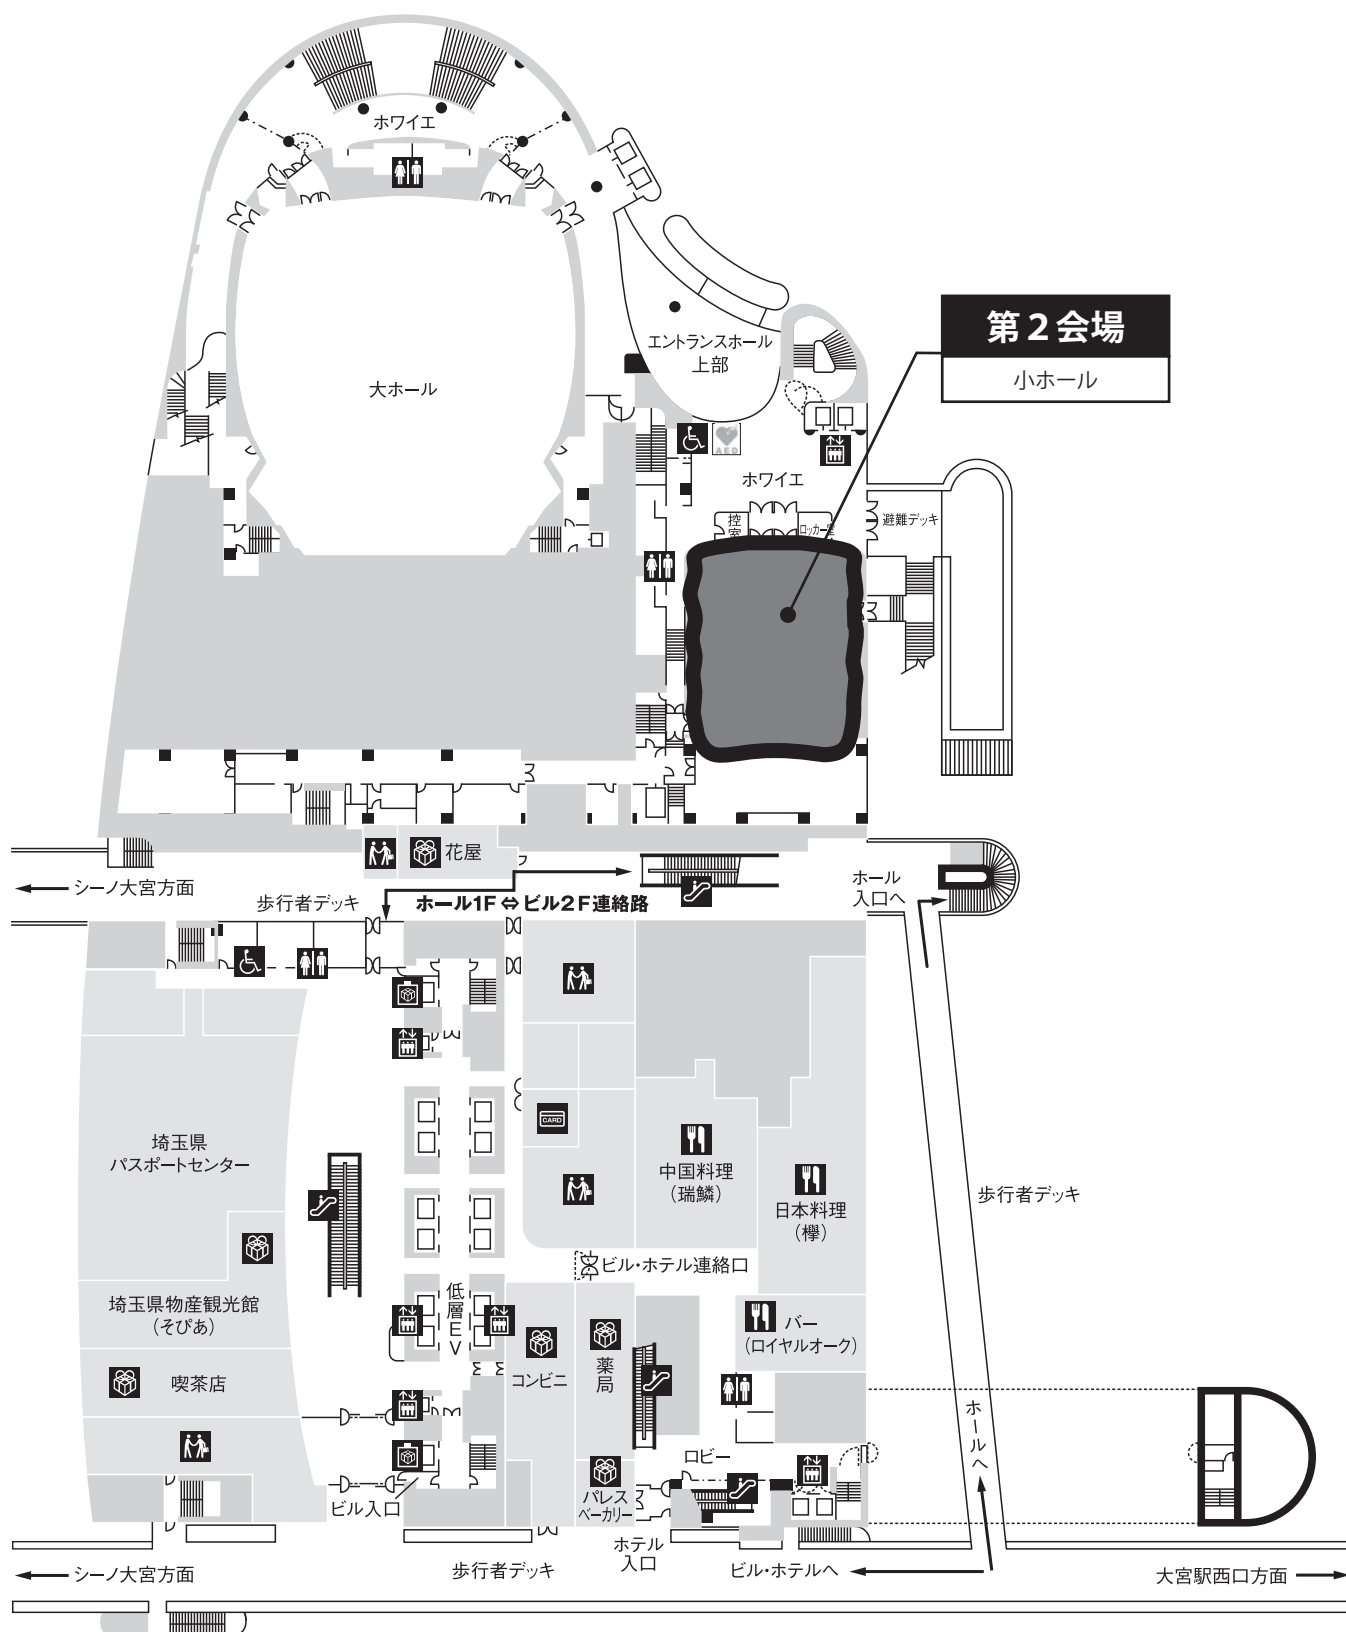 ホワイエ
第2会場
小ホール
エントランスホール
上部
大ホール
AED
ホワイエ
控室
ロッカー室
避難デッキ
花屋
シーノ大宮方面
歩行者デッキ
ホール1F⇔ビル2F連絡路
ホール
入口へ
CARD
埼玉県
パスポートセンター
中国料理
(瑞麟)
日本料理
(欅)
歩行者デッキ
ビル・ホテル連絡口
埼玉県物産観光館
(そぴあ)
低層EV
コンビニ
薬局
バー
(ロイヤルオーク)
喫茶店
ホールへ
ロビー
ビル入口
パレス
ベーカリー
ホテル
入口
シーノ大宮方面
歩行者デッキ
ビル・ホテルへ
大宮駅西口方面